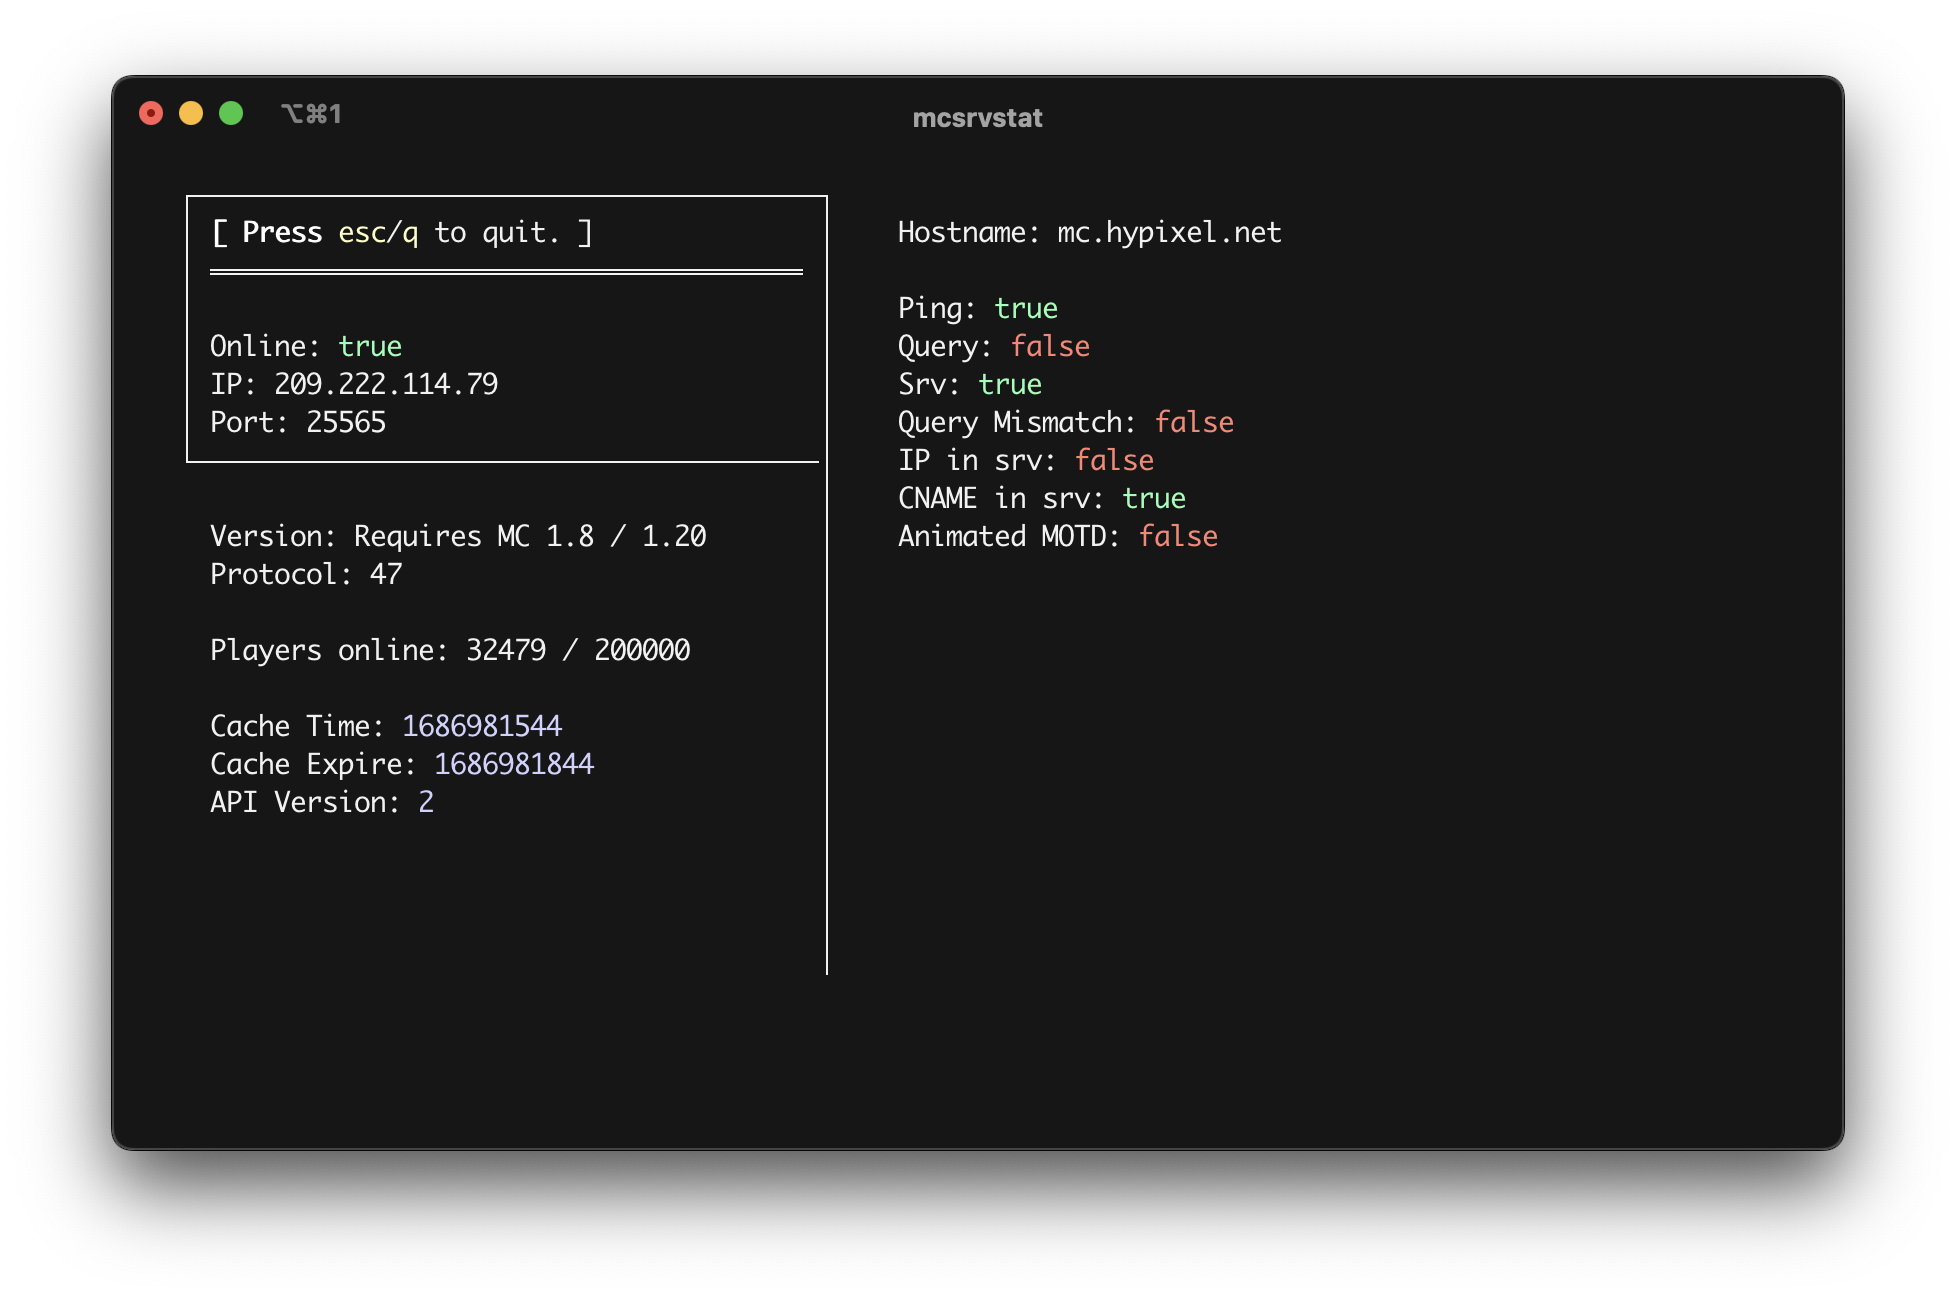 ⌥⌘1
mcsrvstat
[ Press esc/q to quit. ]
Online: true
IP: 209.222.114.79
Port: 25565
Version: Requires MC 1.8 / 1.20
Protocol: 47
Players online: 32479 / 200000
Cache Time: 1686981544
Cache Expire: 1686981844
API Version: 2
Hostname: mc.hypixel.net
Ping: true
Query: false
Srv: true
Query Mismatch: false
IP in srv: false
CNAME in srv: true
Animated MOTD: false